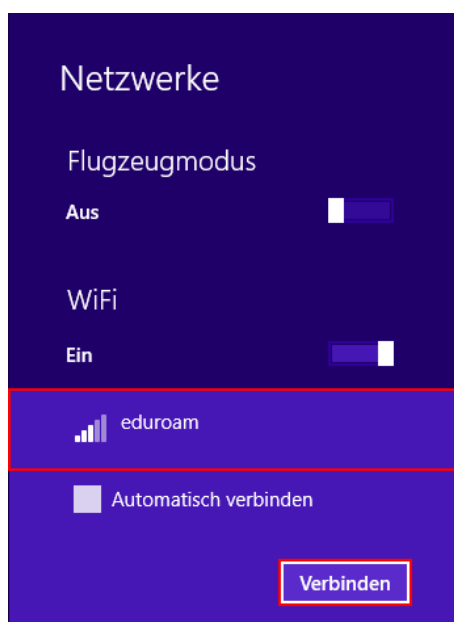 Netzwerke
Flugzeugmodus
Aus
WiFi
Ein
eduroam
Automatisch verbinden
Verbinden